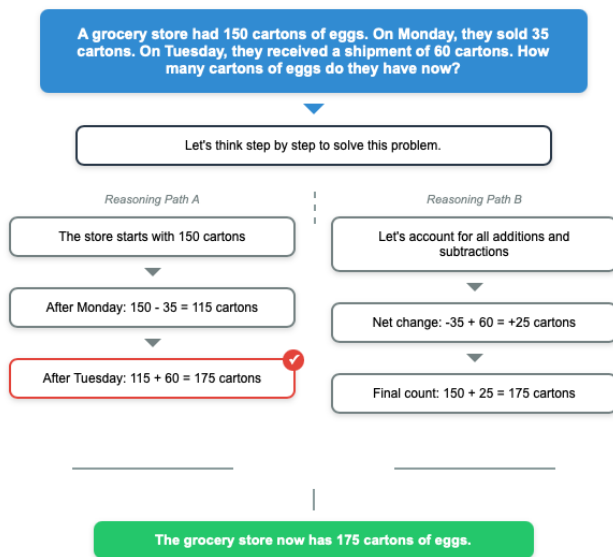 A grocery store had 150 cartons of eggs. On Monday, they sold 35
cartons. On Tuesday, they received a shipment of 60 cartons. How
many cartons of eggs do they have now?
Let's think step by step to solve this problem.
Reasoning Path A
The store starts with 150 cartons
After Monday: 150 - 35 = 115 cartons
After Tuesday: 115 + 60 = 175 cartons
Reasoning Path B
Let's account for all additions and
subtractions
Net change: -35 + 60 = +25 cartons
Final count: 150 + 25 = 175 cartons
The grocery store now has 175 cartons of eggs.